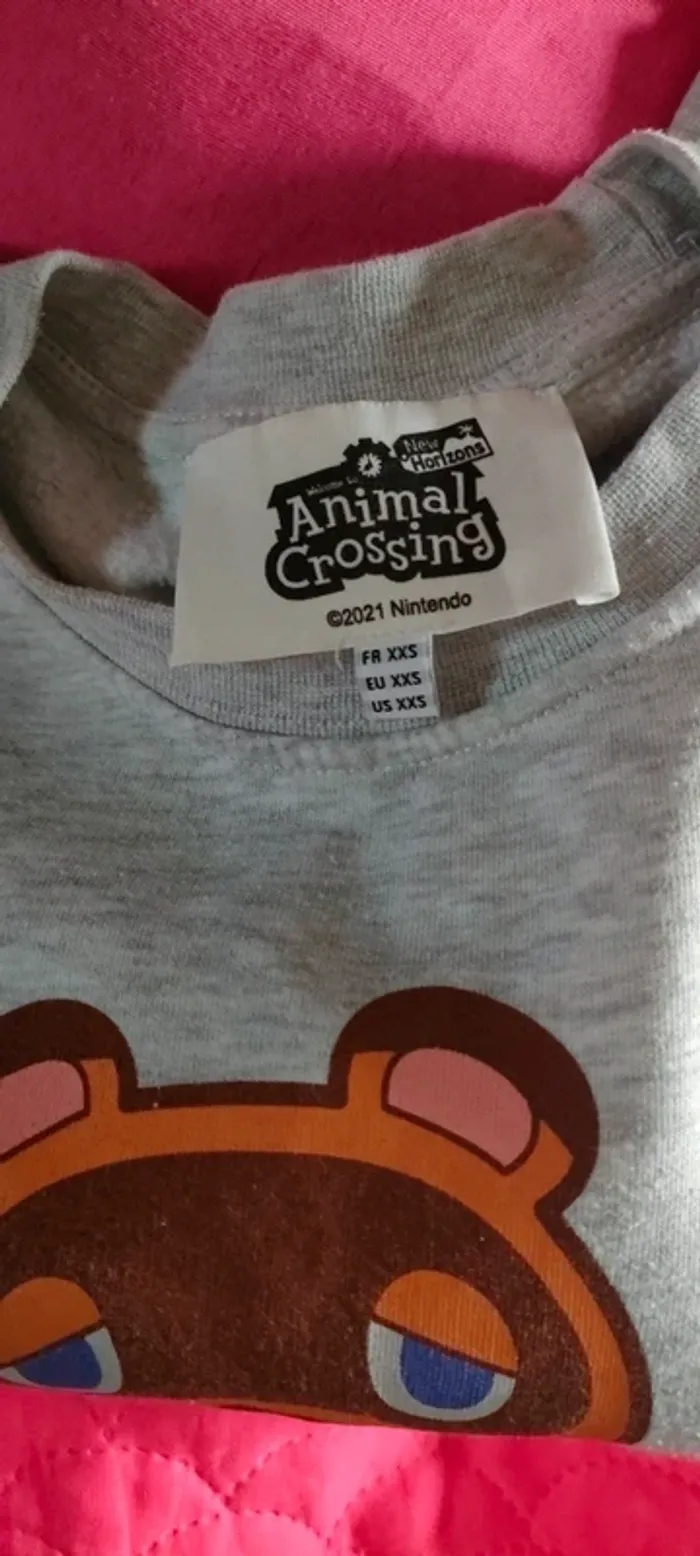 New
Horizons
Welcome to
Animal
Crossing
©2021 Nintendo
FR XXS
EU XXS
US XXS